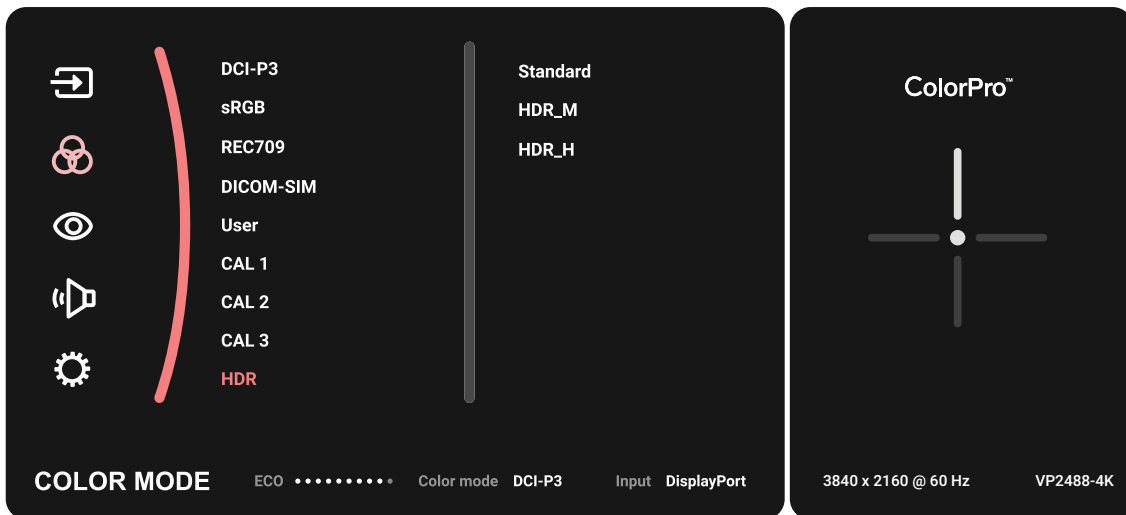 DCI-P3
sRGB
REC709
DICOM-SIM
User
CAL 1
CAL 2
CAL 3
HDR
Standard
HDR_M
HDR_H
COLOR MODE
ECO
Color mode DCI-P3
Input DisplayPort
ColorPro™
3840 x 2160 @ 60 Hz
VP2488-4K